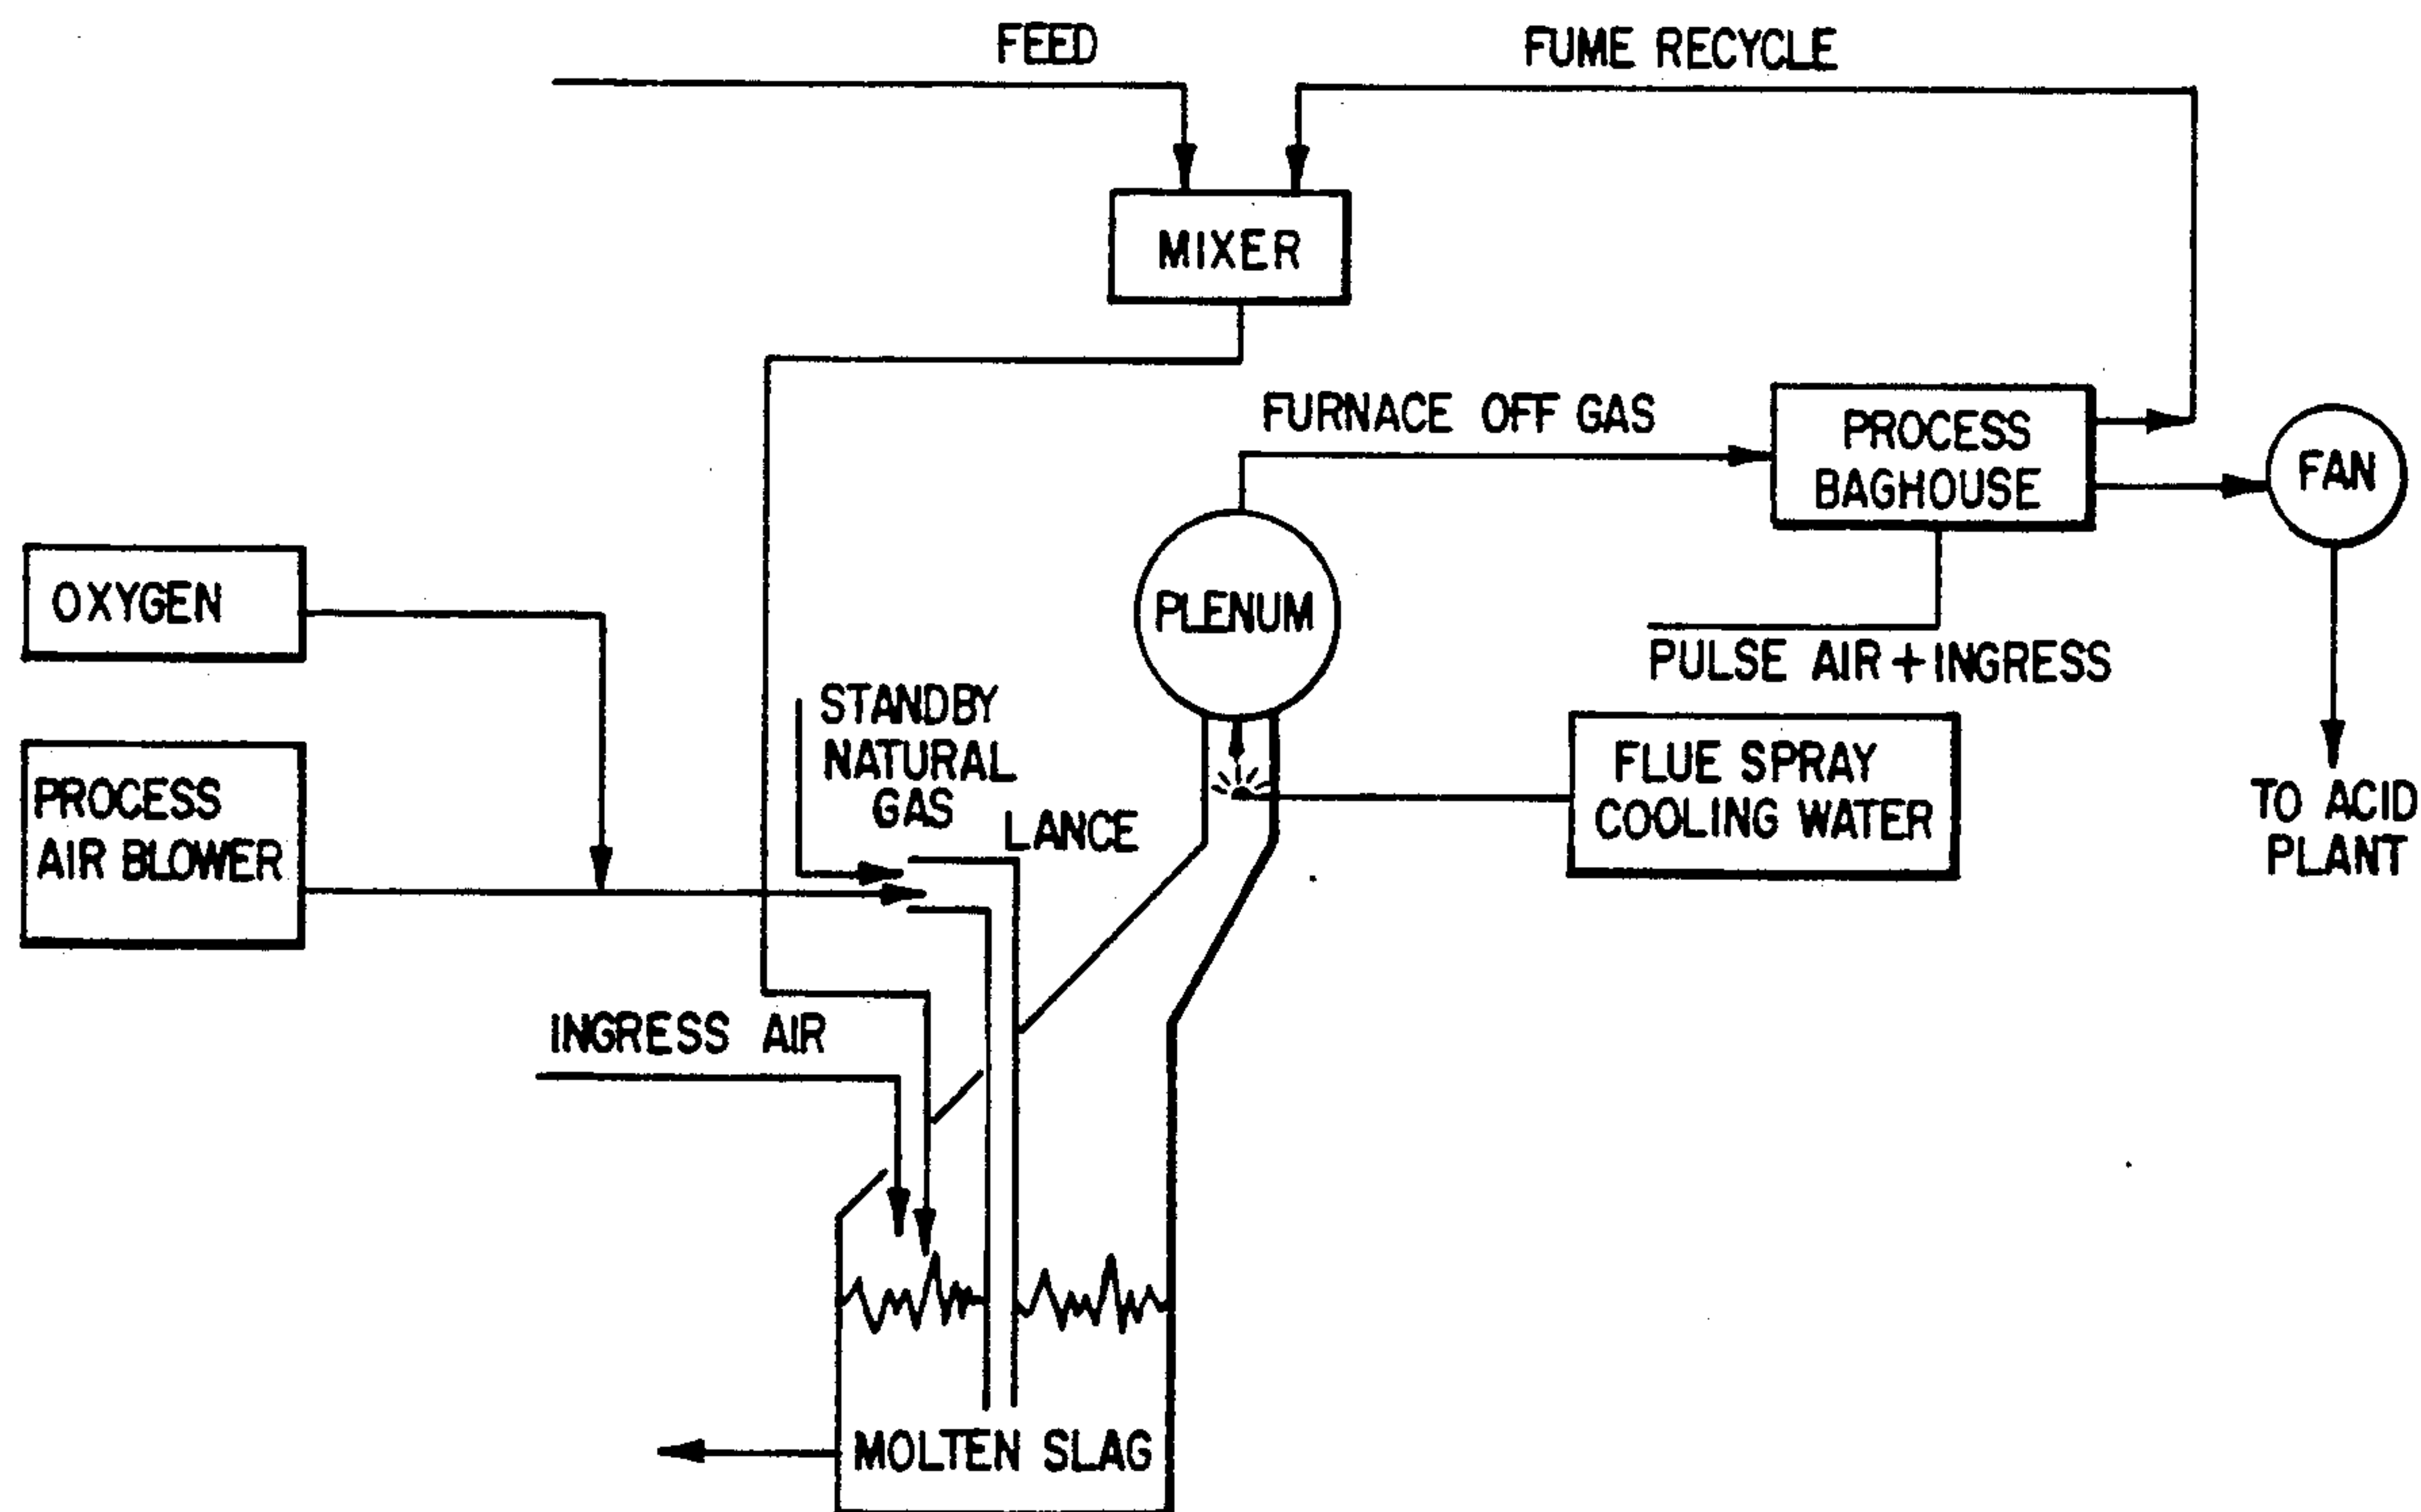 FEED
FUME RECYCLE
MIXER
FURNACE OFF GAS
PROCESS
BAGHOUSE
FAN
OXYGEN
PLENUM
PULSE AIR + INGRESS
STANDBY
NATURAL
GAS
LANCE
PROCESS
AIR BLOWER
FLUE SPRAY
COOLING WATER
TO ACID
PLANT
INGRESS AIR
MOLTEN SLAG